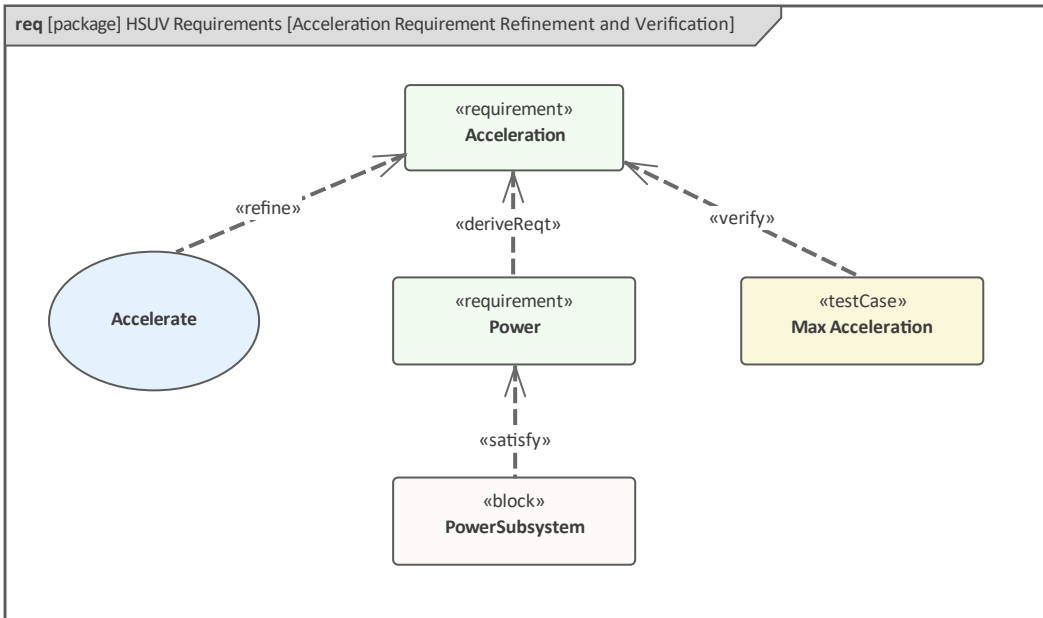 req [package] HSUV Requirements [Acceleration Requirement Refinement and Verification]
«requirement»
Acceleration
«refine»
«deriveReqt»
«verify»
Accelerate
«requirement»
Power
«testCase»
Max Acceleration
«satisfy»
«block»
PowerSubsystem